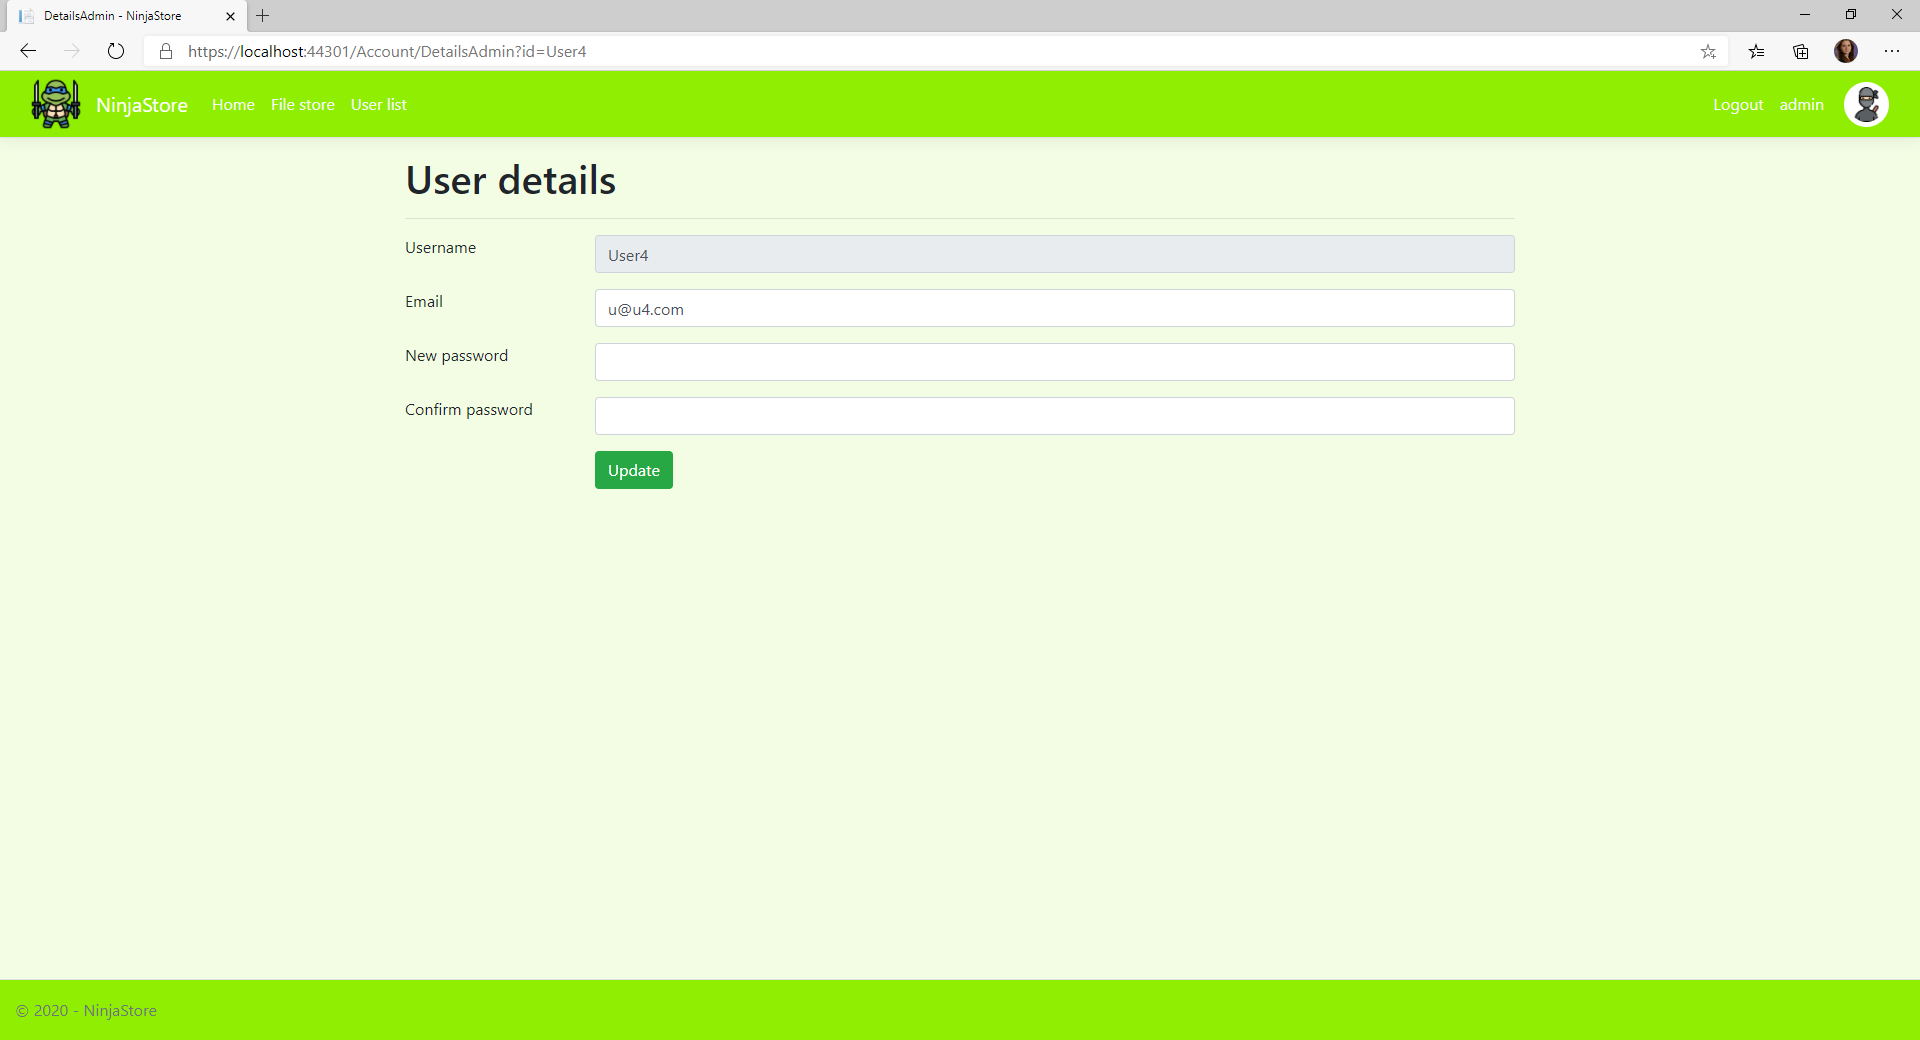 DetailsAdmin - NinjaStore
https://localhost:44301/Account/DetailsAdmin?id=User4
NinjaStore Home File store User list Logout admin
User details
Username User4
Email u@u4.com
New password
Confirm password
Update
© 2020 - NinjaStore